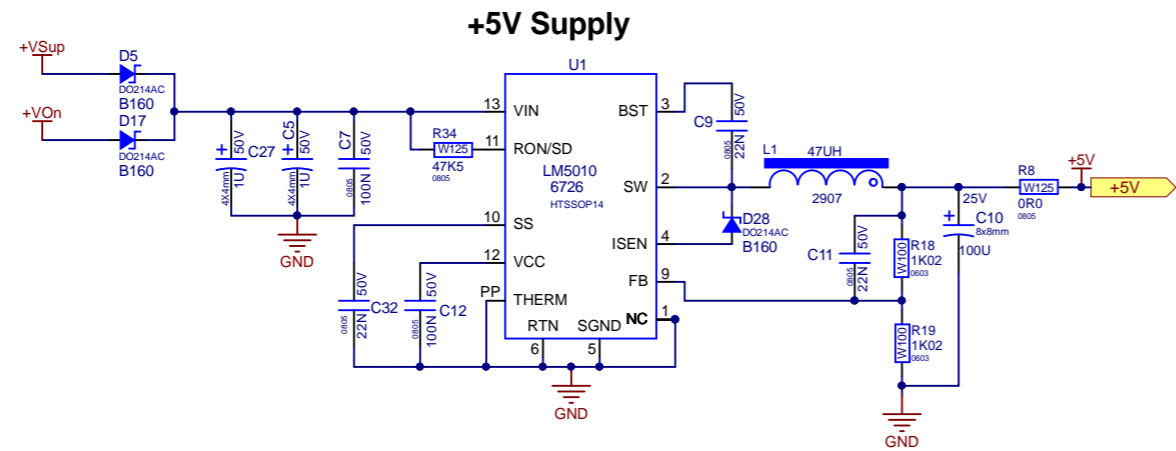 +5V Supply
+VSup
D5
DO214AC
B160
+VOn
D17
DO214AC
B160
50V
C27
4X4mm
1U
50V
C5
4X4mm
1U
50V
C7
0805
100N
GND
R34
W125
47K5
0805
U1
13
VIN
11
RON/SD
LM5010
6726
HTSSOP14
10
SS
12
VCC
PP
THERM
RTN
6
SGND
5
BST
3
SW
2
ISEN
4
FB
9
NC
1
50V
C32
0805
22N
50V
C12
0805
100N
GND
50V
C9
0805
22N
D28
DO214AC
B160
L1
47UH
2907
50V
C11
0805
22N
R18
W100
1K02
0603
R19
W100
1K02
0603
25V
C10
8x8mm
100U
GND
R8
W125
0R0
0805
+5V
+5V